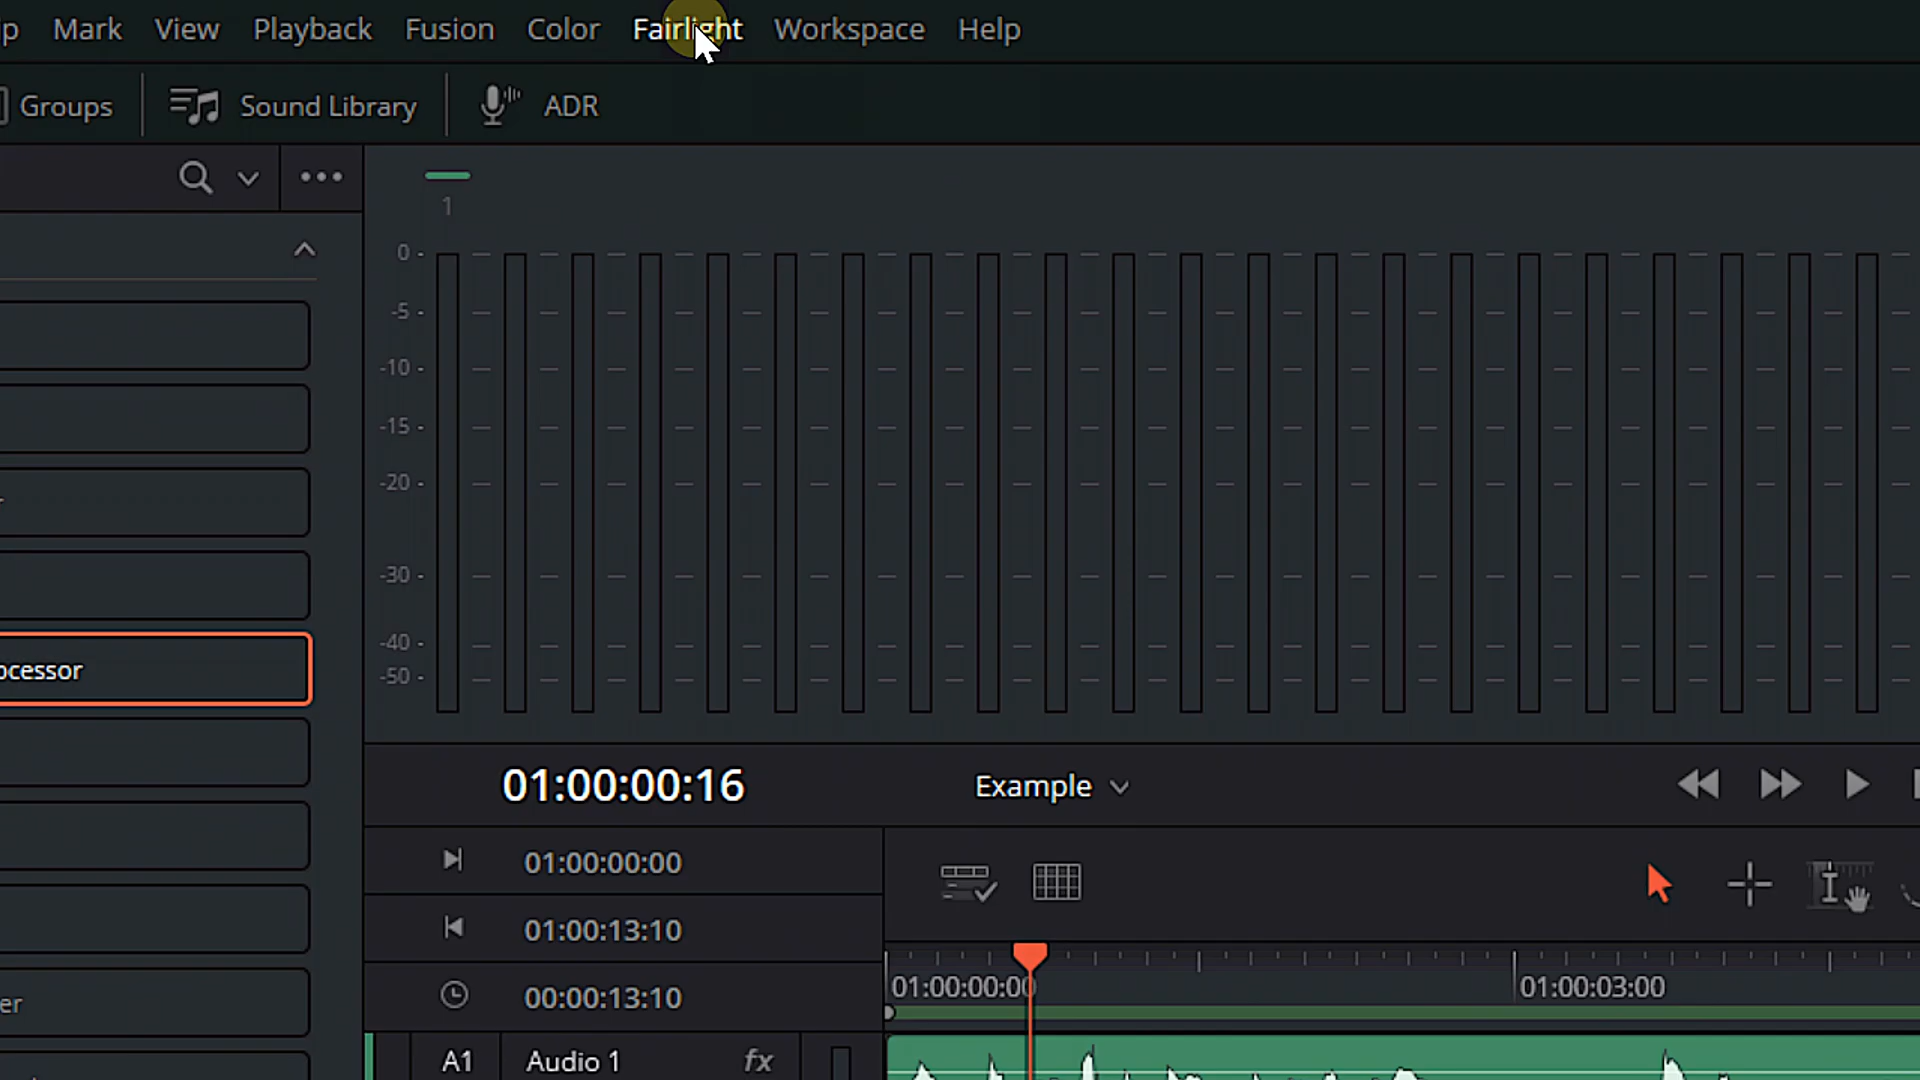 p Mark View Playback Fusion Color Fairlight Workspace Help
Groups Sound Library ADR
1
0 -
-5 -
-10 -
-15 -
-20 -
-30 -
-40 -
-50 -
ocessor
er
01:00:00:16 Example
01:00:00:00
01:00:13:10
00:00:13:10
01:00:00:00 01:00:03:00
A1 Audio 1 fx